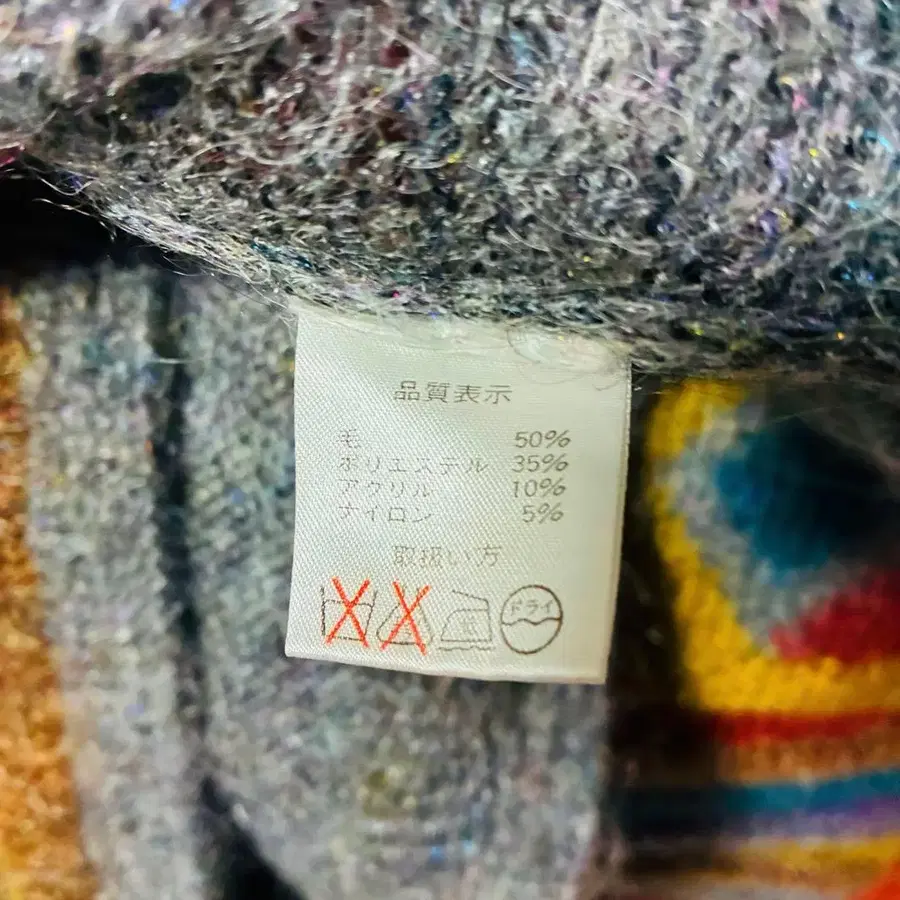 品質表示
毛 50%
ポリエステル 35%
アクリル 10%
ナイロン 5%
取扱い方
ドライ